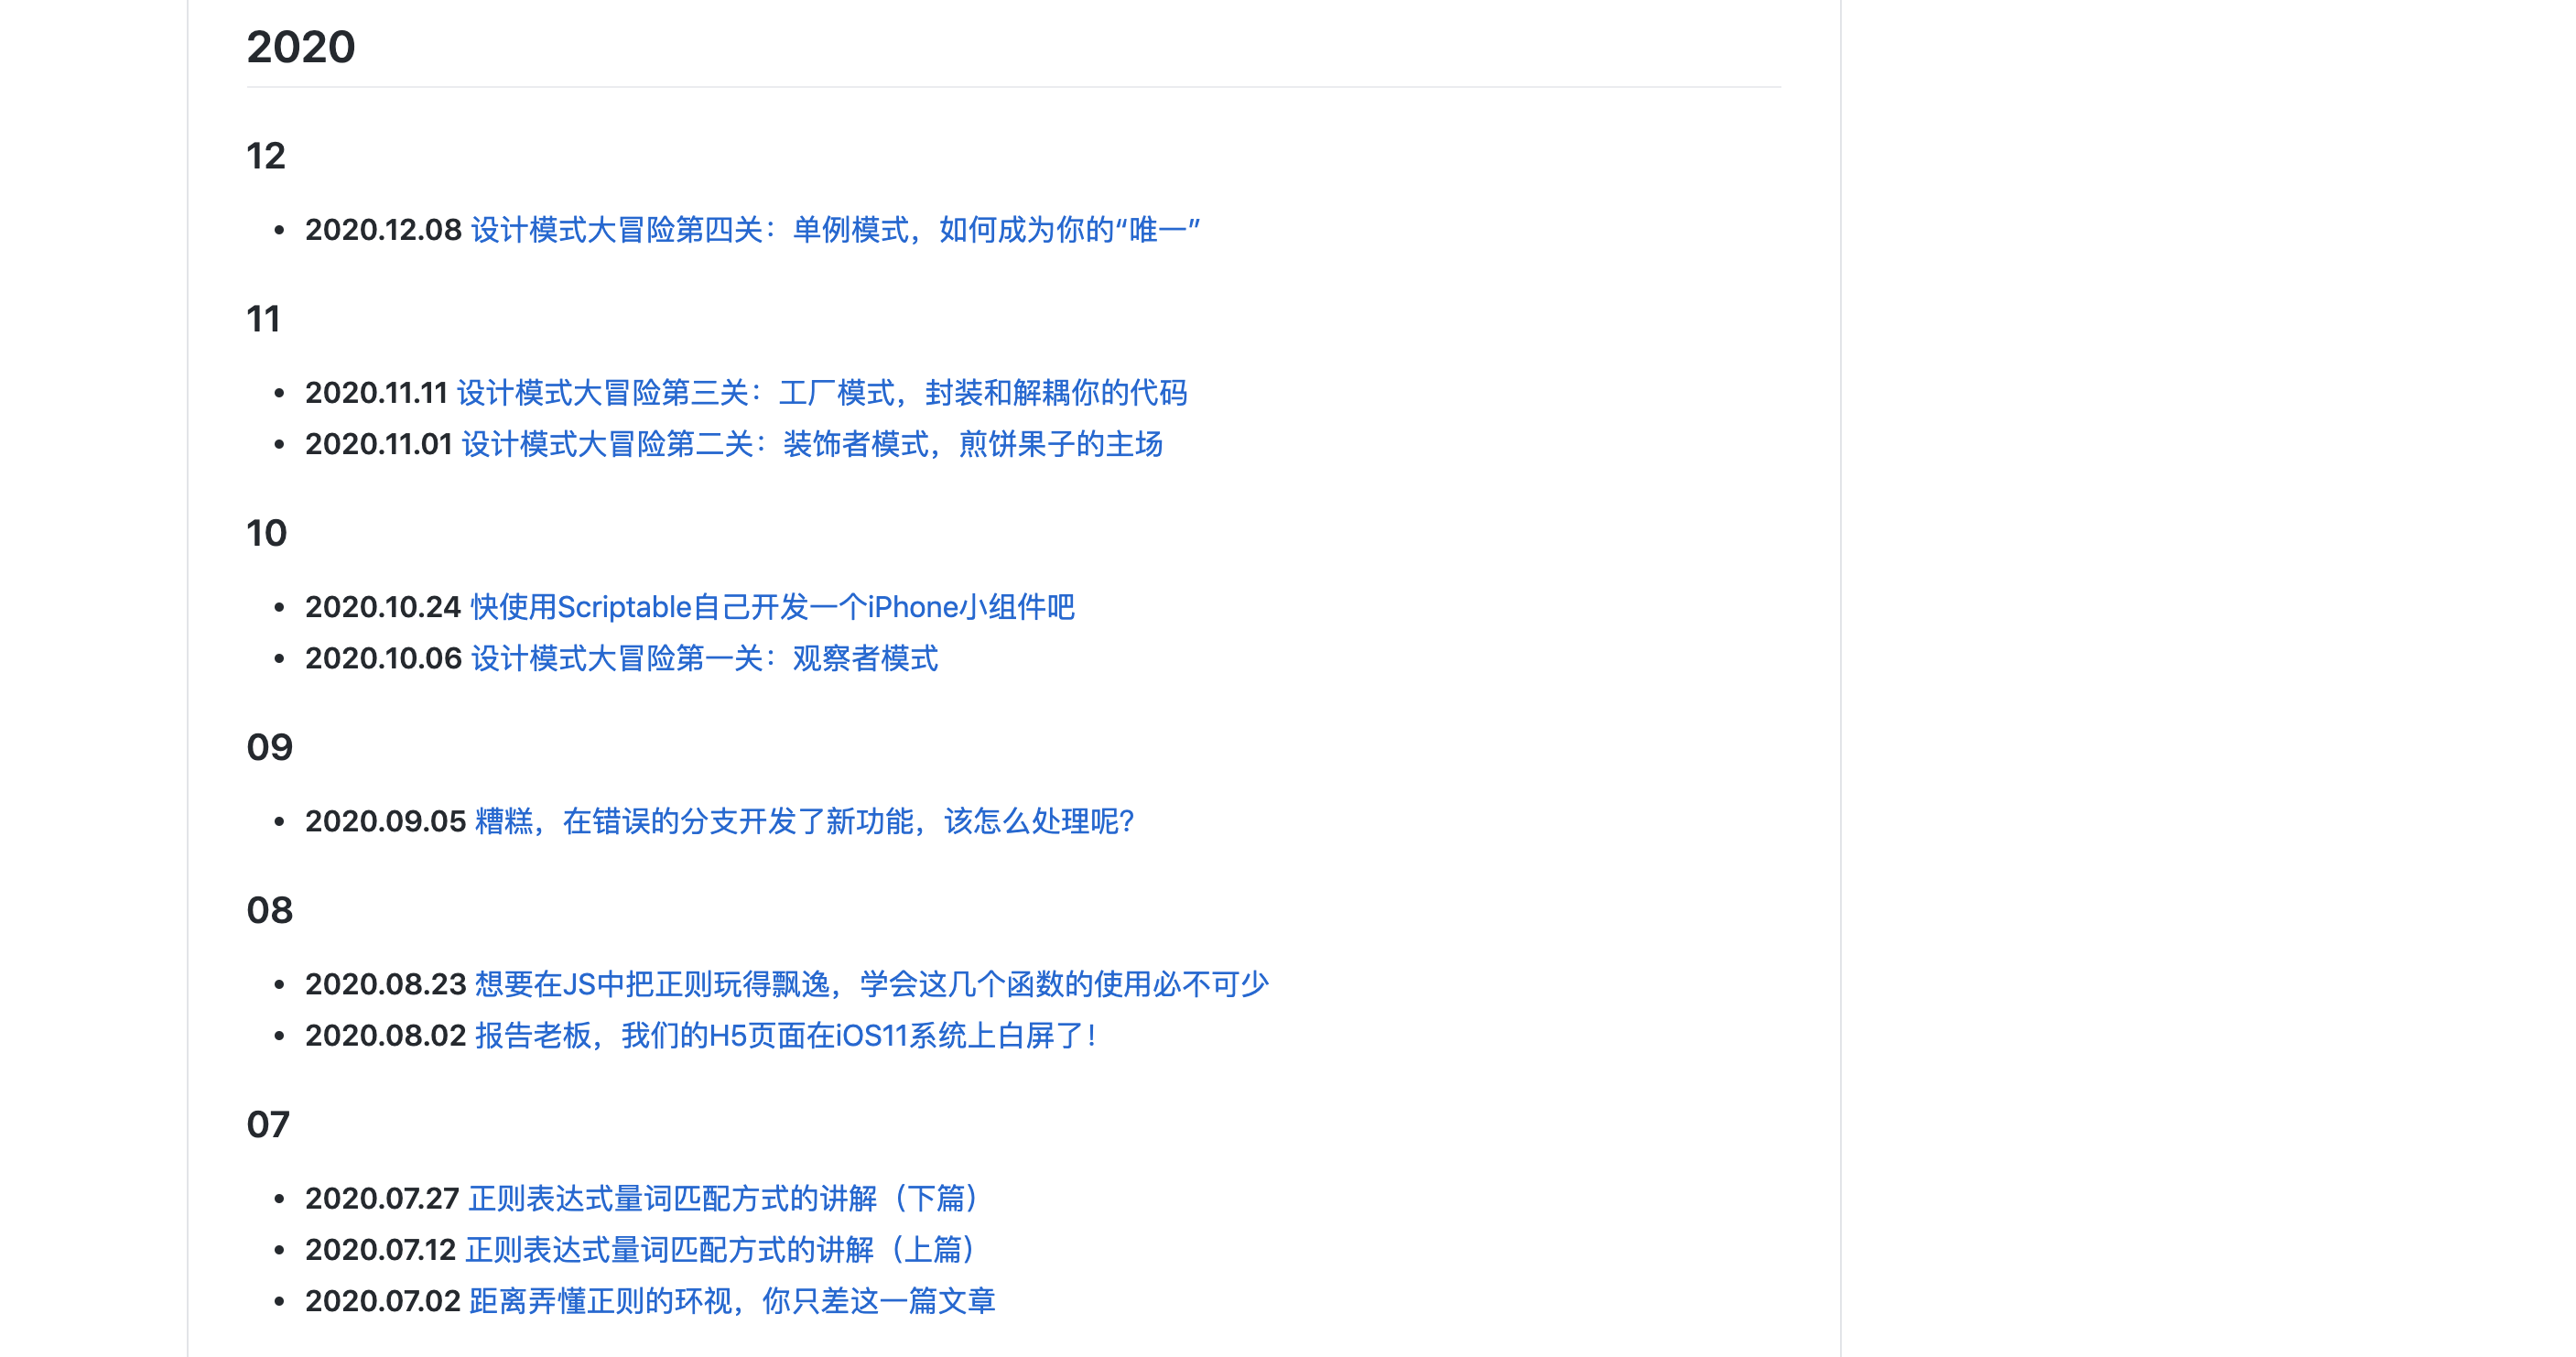 2020
12
• 2020.12.08 设计模式大冒险第四关：单例模式，如何成为你的“唯一”
11
• 2020.11.11 设计模式大冒险第三关：工厂模式，封装和解耦你的代码
• 2020.11.01 设计模式大冒险第二关：装饰者模式，煎饼果子的主场
10
• 2020.10.24 快使用Scriptable自己开发一个iPhone小组件吧
• 2020.10.06 设计模式大冒险第一关：观察者模式
09
• 2020.09.05 糟糕，在错误的分支开发了新功能，该怎么处理呢？
08
• 2020.08.23 想要在JS中把正则玩得飘逸，学会这几个函数的使用必不可少
• 2020.08.02 报告老板，我们的H5页面在iOS11系统上白屏了！
07
• 2020.07.27 正则表达式量词匹配方式的讲解（下篇）
• 2020.07.12 正则表达式量词匹配方式的讲解（上篇）
• 2020.07.02 距离弄懂正则的环视，你只差这一篇文章